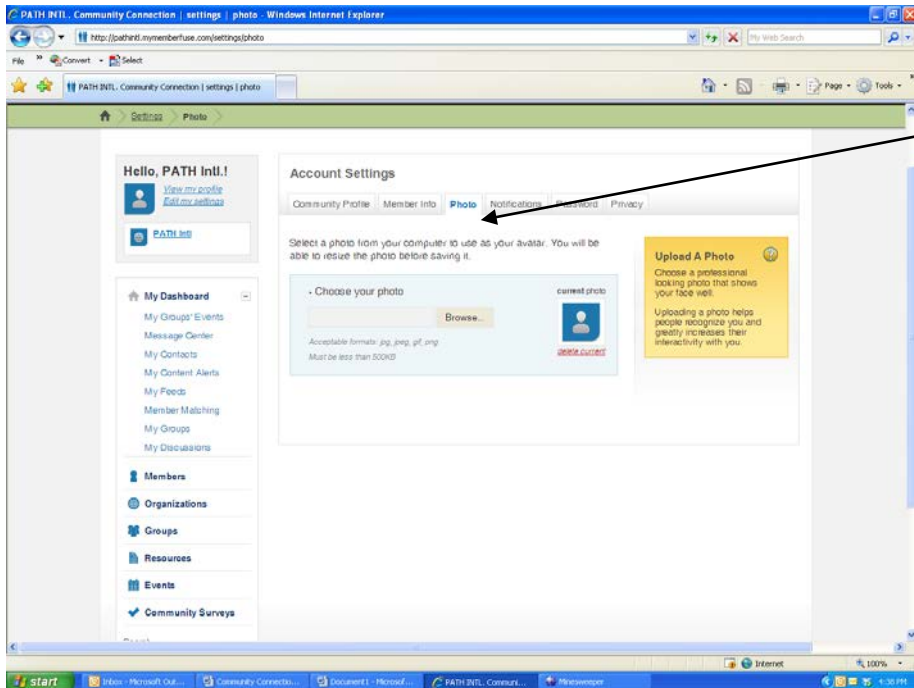 PATH INTL. Community Connection | settings | photo - Windows Internet Explorer
http://pathintl.mymemberfuse.com/settings/photo
My Web Search
File » Convert Select
PATH INTL. Community Connection | settings | photo
Page Tools »
Settings Photo
Hello, PATH Intl.!
View my profile
Edit my settings
PATH Intl
My Dashboard
My Groups' Events
Message Center
My Contacts
My Content Alerts
My Feeds
Member Matching
My Groups
My Discussions
Members
Organizations
Groups
Resources
Events
Community Surveys
Account Settings
Community Profile Member Info Photo Notifications Password Privacy
Select a photo from your computer to use as your avatar. You will be
able to resize the photo before saving it.
Choose your photo
Browse...
Acceptable formats: jpg, jpeg, gif, png
Must be less than 500KB
current photo
delete current
Upload A Photo
Choose a professional
looking photo that shows
your face well.
Uploading a photo helps
people recognize you and
greatly increases their
interactivity with you.
Internet 100%
start Inbox - Microsoft Out... Community Connectio... Document1 - Microsof... PATH INTL. Communi... Minesweeper 4:38 PM